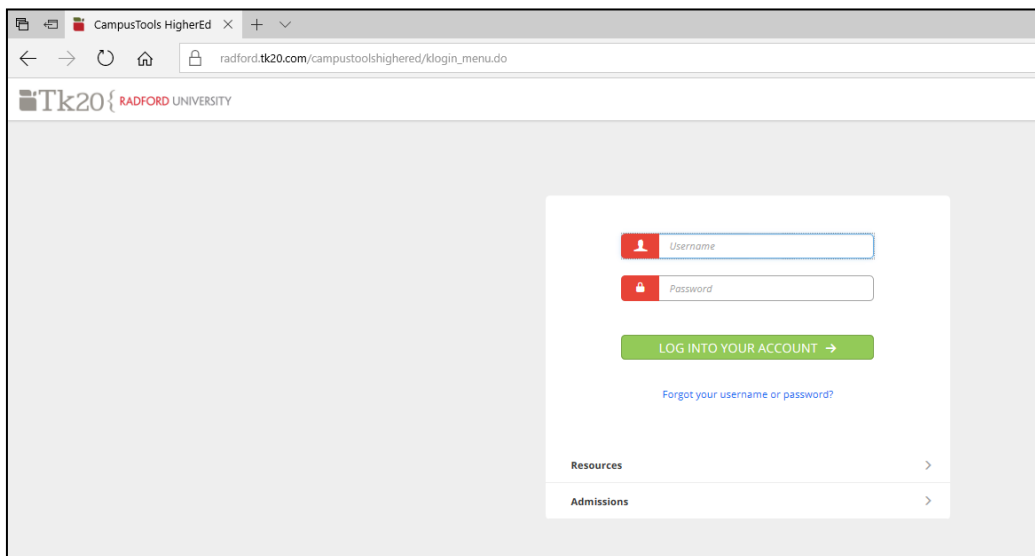 CampusTools HigherEd
radford.tk20.com/campustoolshighered/klogin_menu.do
Tk20{ RADFORD UNIVERSITY
Username
Password
LOG INTO YOUR ACCOUNT →
Forgot your username or password?
Resources
Admissions